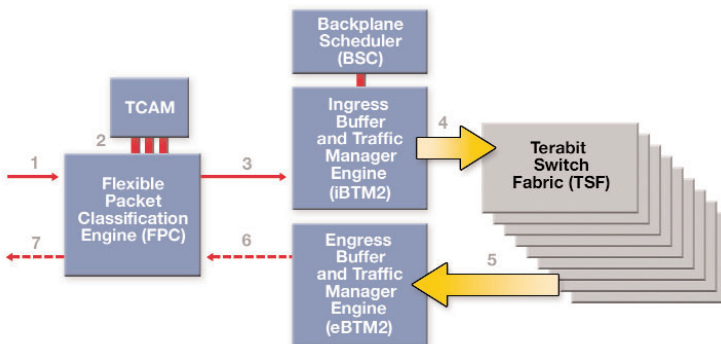 Backplane
Scheduler
(BSC)
TCAM
2
1
Flexible
Packet
Classification
Engine (FPC)
3
Ingress
Buffer
and Traffic
Manager
Engine
(iBTM2)
4
Terabit
Switch
Fabric (TSF)
7
6
Engress
Buffer
and Traffic
Manager
Engine
(eBTM2)
5